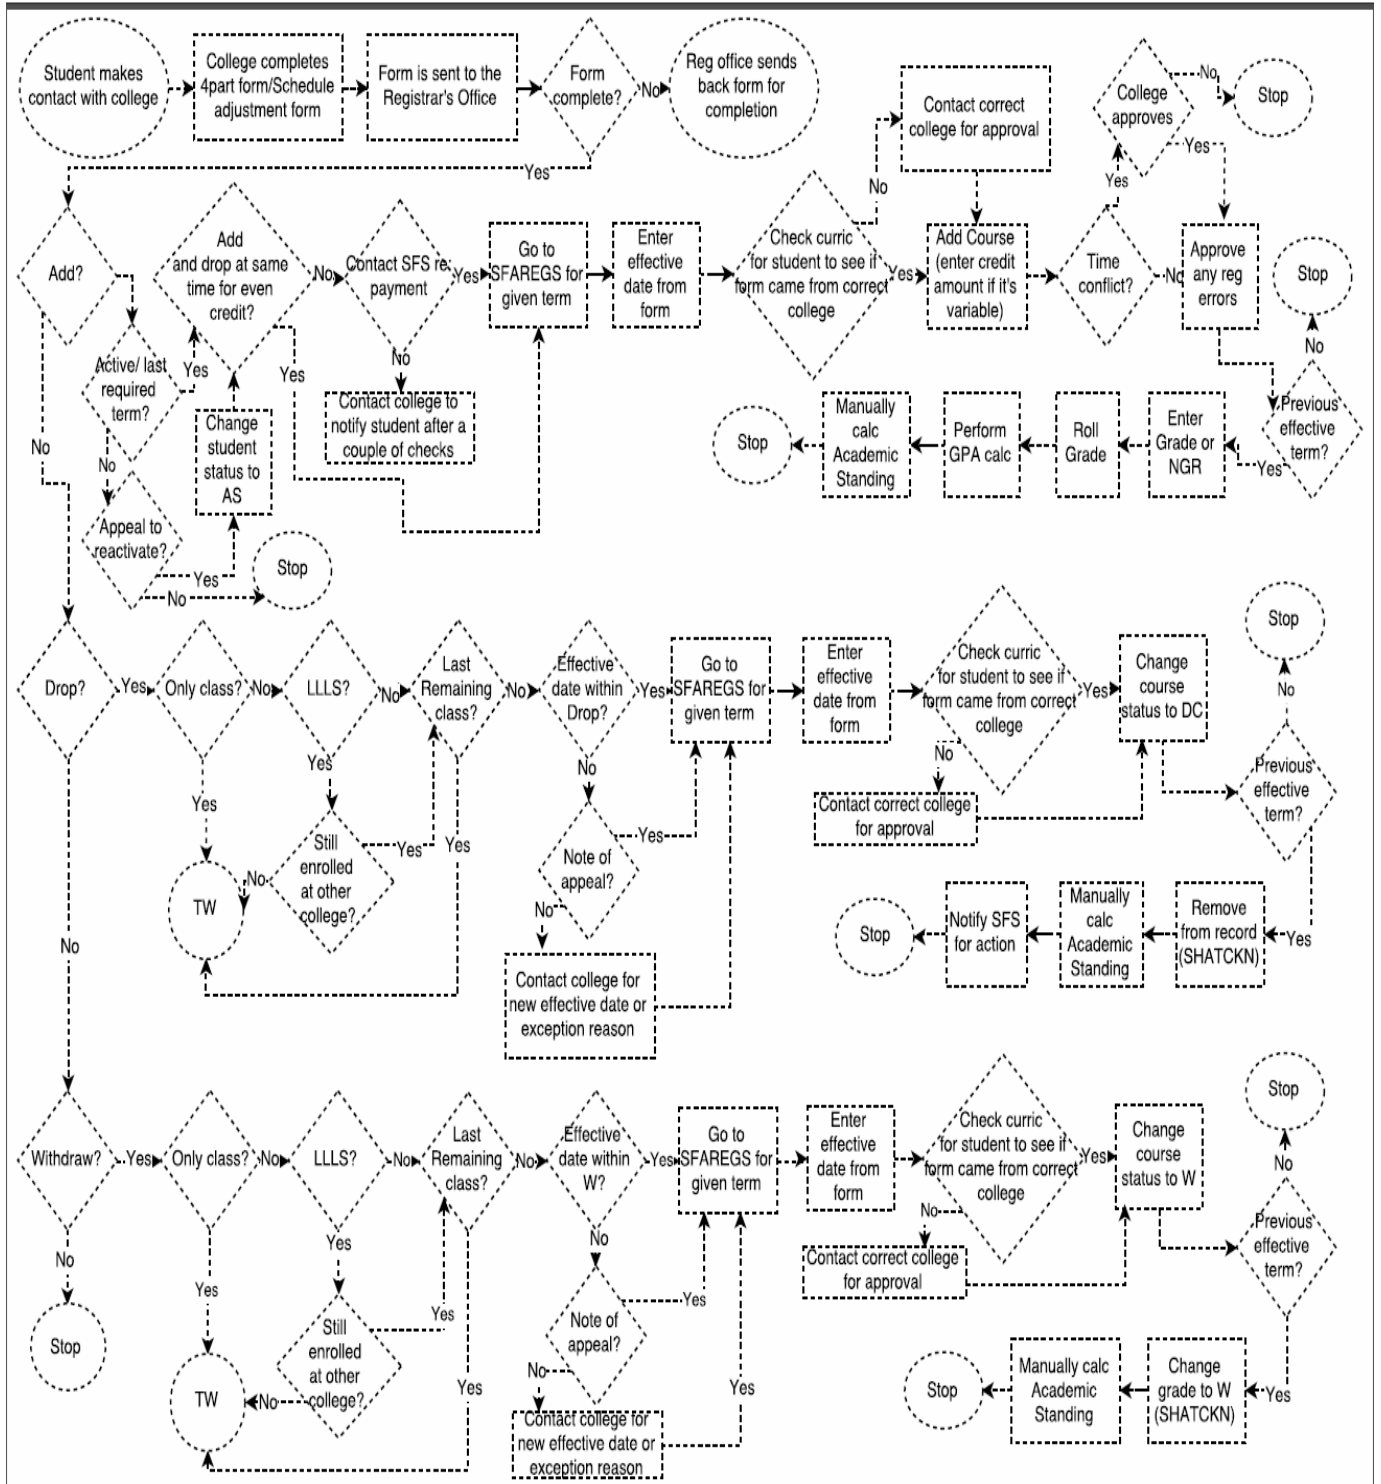 Student makes
contact with college
College completes
4part form/Schedule
adjustment form
Form is sent to the
Registrar's Office
Form
complete?
No
Reg office sends
back form for
completion
Yes
Contact correct
college for approval
College
approves
No
Stop
Yes
Add?
Add
and drop at same
time for even
credit?
No
Contact SFS re:
payment
Yes
Go to
SFAREGS for
given term
Enter
effective
date from
form
Check curric
for student to see if
form came from correct
college
No
Yes
Add Course
(enter credit
amount if it's
variable)
Time
conflict?
Yes
No
Approve
any reg
errors
Stop
No
Previous
effective
term?
Yes
Enter
Grade or
NGR
Roll
Grade
Perform
GPA calc
Manually
calc
Academic
Standing
Stop
Active/ last
required
term?
Yes
No
Yes
No
Contact college to
notify student after a
couple of checks
Change
student
status to
AS
No
Appeal to
reactivate?
Yes
No
Stop
Drop?
Yes
Only class?
No
LLLS?
No
Last
Remaining
class?
No
Effective
date within
Drop?
Yes
Go to
SFAREGS for
given term
Enter
effective
date from
form
Check curric
for student to see if
form came from correct
college
Yes
Change
course
status to DC
Stop
No
Previous
effective
term?
No
Contact correct college
for approval
Yes
Yes
Still
enrolled
at other
college?
Yes
No
TW
Yes
No
Note of
appeal?
Yes
No
Contact college for
new effective date or
exception reason
Yes
Remove
from record
(SHATCKN)
Manually
calc
Academic
Standing
Notify SFS
for action
Stop
No
Withdraw?
Yes
Only class?
No
LLLS?
No
Last
Remaining
class?
No
Effective
date within
W?
Yes
Go to
SFAREGS for
given term
Enter
effective
date from
form
Check curric
for student to see if
form came from correct
college
Yes
Change
course
status to W
Stop
No
Previous
effective
term?
No
Contact correct college
for approval
No
Stop
Yes
Yes
Still
enrolled
at other
college?
Yes
No
TW
Yes
No
Note of
appeal?
Yes
No
Contact college for
new effective date or
exception reason
Yes
Yes
Change
grade to W
(SHATCKN)
Manually calc
Academic
Standing
Stop